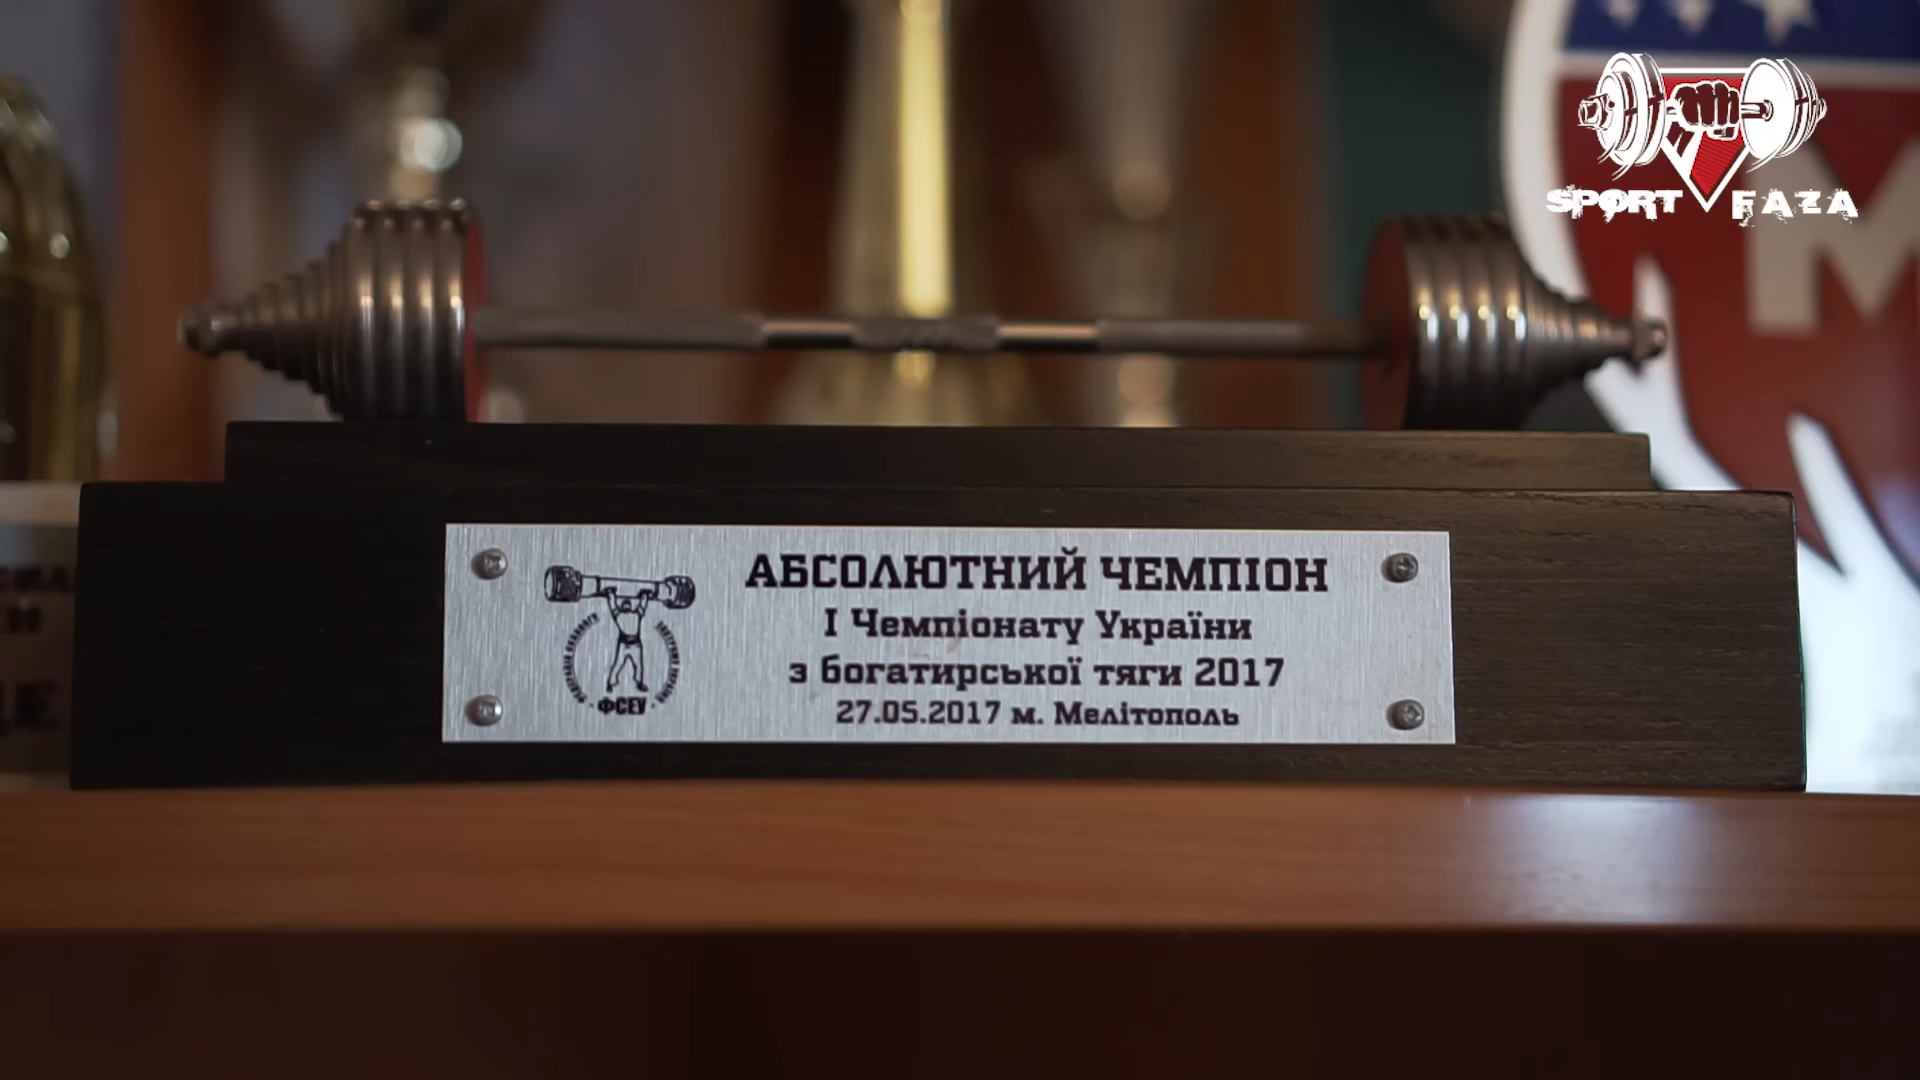 SPORT FAZA
M
АБСОЛЮТНИЙ ЧЕМПІОН
І Чемпіонату України
з богатирської тяги 2017
27.05.2017 м. Мелітополь
ФСЕУ